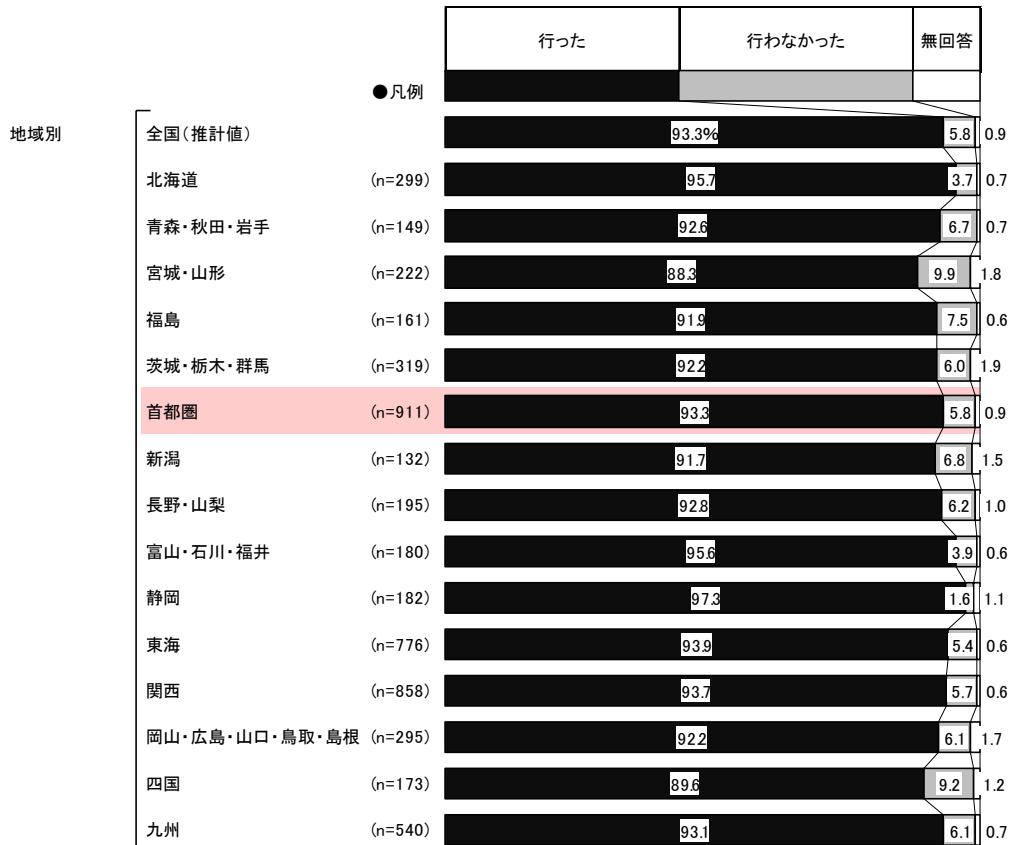 行った 行わなかった 無回答
●凡例
地域別 全国(推計値) 93.3% 5.8 0.9
北海道 (n=299) 95.7 3.7 0.7
青森・秋田・岩手 (n=149) 92.6 6.7 0.7
宮城・山形 (n=222) 88.3 9.9 1.8
福島 (n=161) 91.9 7.5 0.6
茨城・栃木・群馬 (n=319) 92.2 6.0 1.9
首都圏 (n=911) 93.3 5.8 0.9
新潟 (n=132) 91.7 6.8 1.5
長野・山梨 (n=195) 92.8 6.2 1.0
富山・石川・福井 (n=180) 95.6 3.9 0.6
静岡 (n=182) 97.3 1.6 1.1
東海 (n=776) 93.9 5.4 0.6
関西 (n=858) 93.7 5.7 0.6
岡山・広島・山口・鳥取・島根 (n=295) 92.2 6.1 1.7
四国 (n=173) 89.6 9.2 1.2
九州 (n=540) 93.1 6.1 0.7